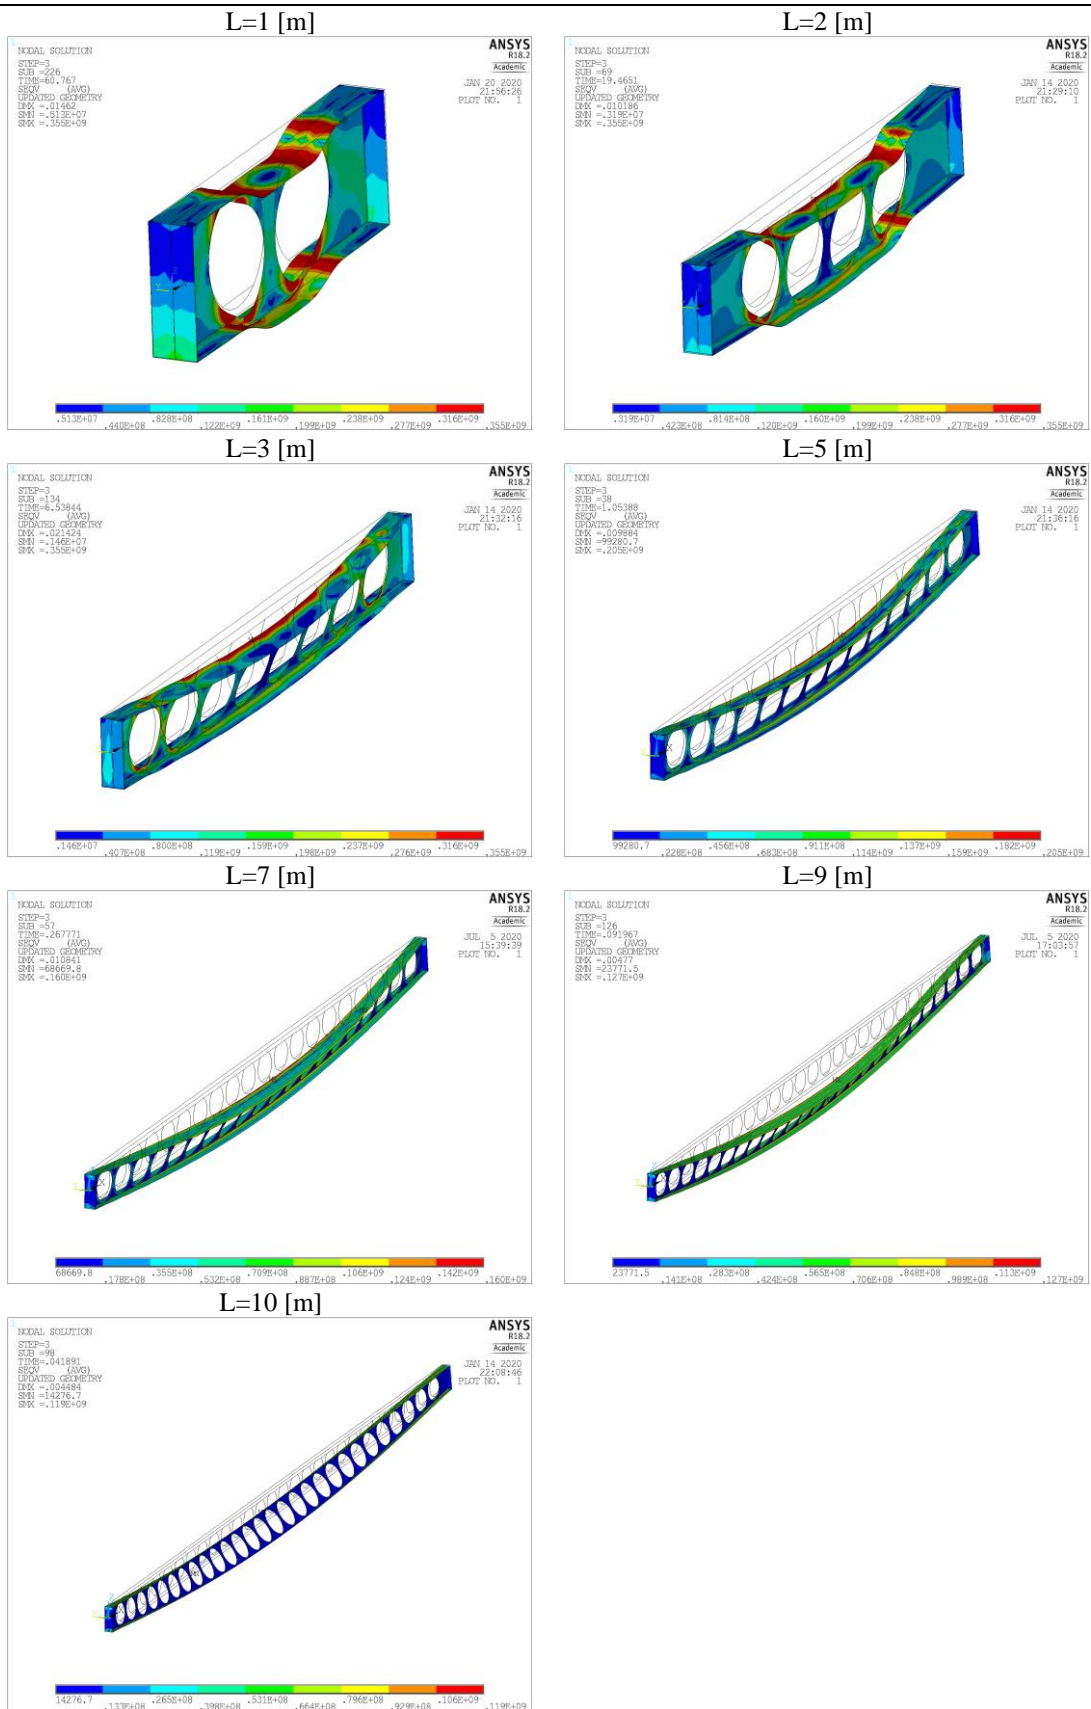 L=1 [m]
1
NODAL SOLUTION
STEP=3
SUB =226
TIME=60.767
SEQV (AVG)
UPDATED GEOMETRY
DMX =.01462
SMN =.513E+07
SMX =.355E+09
ANSYS
R18.2
Academic
JAN 20 2020
21:56:26
PLOT NO. 1
.513E+07 .828E+08 .161E+09 .238E+09 .316E+09
.440E+08 .122E+09 .199E+09 .277E+09 .355E+09
L=2 [m]
1
NODAL SOLUTION
STEP=3
SUB =69
TIME=19.4651
SEQV (AVG)
UPDATED GEOMETRY
DMX =.010186
SMN =.319E+07
SMX =.355E+09
ANSYS
R18.2
Academic
JAN 14 2020
21:29:10
PLOT NO. 1
.319E+07 .814E+08 .160E+09 .238E+09 .316E+09
.423E+08 .120E+09 .199E+09 .277E+09 .355E+09
L=3 [m]
1
NODAL SOLUTION
STEP=3
SUB =134
TIME=6.53844
SEQV (AVG)
UPDATED GEOMETRY
DMX =.021424
SMN =.146E+07
SMX =.355E+09
ANSYS
R18.2
Academic
JAN 14 2020
21:32:16
PLOT NO. 1
.146E+07 .800E+08 .159E+09 .237E+09 .316E+09
.407E+08 .119E+09 .198E+09 .276E+09 .355E+09
L=5 [m]
1
NODAL SOLUTION
STEP=3
SUB =38
TIME=1.05388
SEQV (AVG)
UPDATED GEOMETRY
DMX =.009884
SMN =99280.7
SMX =.205E+09
ANSYS
R18.2
Academic
JAN 14 2020
21:36:16
PLOT NO. 1
99280.7 .456E+08 .911E+08 .137E+09 .182E+09
.228E+08 .683E+08 .114E+09 .159E+09 .205E+09
L=7 [m]
1
NODAL SOLUTION
STEP=3
SUB =57
TIME=.267771
SEQV (AVG)
UPDATED GEOMETRY
DMX =.010841
SMN =68669.8
SMX =.160E+09
ANSYS
R18.2
Academic
JUL 5 2020
15:39:39
PLOT NO. 1
68669.8 .355E+08 .709E+08 .106E+09 .142E+09
.178E+08 .532E+08 .887E+08 .124E+09 .160E+09
L=9 [m]
1
NODAL SOLUTION
STEP=3
SUB =126
TIME=.091967
SEQV (AVG)
UPDATED GEOMETRY
DMX =.00477
SMN =23771.5
SMX =.127E+09
ANSYS
R18.2
Academic
JUL 5 2020
17:03:57
PLOT NO. 1
23771.5 .283E+08 .565E+08 .848E+08 .113E+09
.141E+08 .424E+08 .706E+08 .989E+08 .127E+09
L=10 [m]
1
NODAL SOLUTION
STEP=3
SUB =98
TIME=.041891
SEQV (AVG)
UPDATED GEOMETRY
DMX =.004484
SMN =14276.7
SMX =.119E+09
ANSYS
R18.2
Academic
JAN 14 2020
22:08:46
PLOT NO. 1
14276.7 .265E+08 .531E+08 .796E+08 .106E+09
.133E+08 .398E+08 .664E+08 .929E+08 .119E+09